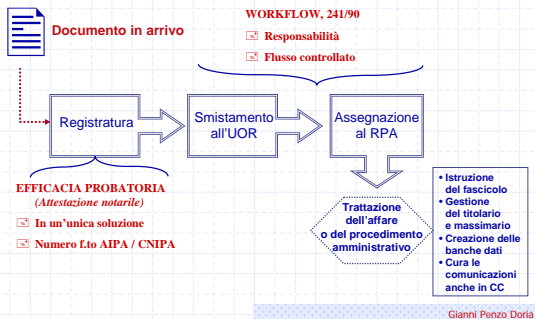 WORKFLOW, 241/90
Responsabilità
Flusso controllato
Documento in arrivo
Registratura
Smistamento
all'UOR
Assegnazione
al RPA
EFFICACIA PROBATORIA
(Attestazione notarile)
In un'unica soluzione
Numero f.to AIPA / CNIPA
Trattazione
dell'affare
o del procedimento
amministrativo
• Istruzione
del fascicolo
• Gestione
del titolario
e massimario
• Creazione delle
banche dati
• Cura le
comunicazioni
anche in CC
Gianni Penzo Doria